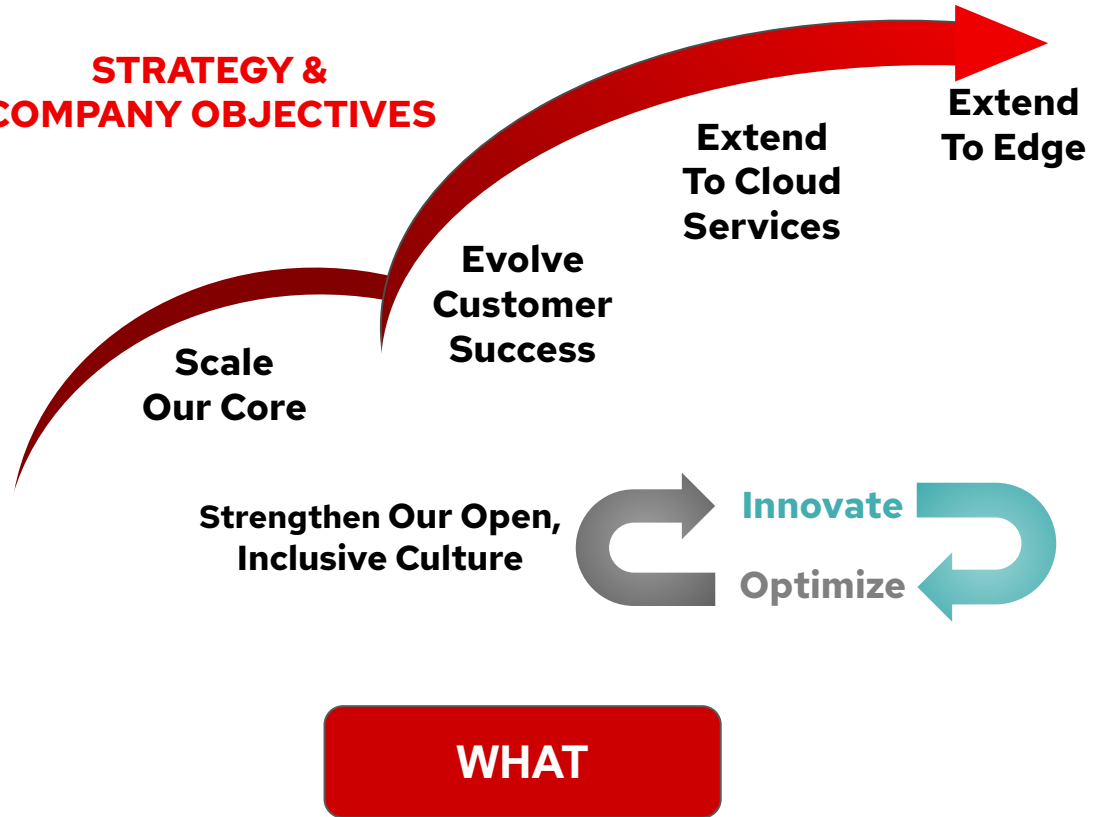 STRATEGY &
COMPANY OBJECTIVES
Extend
To Edge
Extend
To Cloud
Services
Evolve
Customer
Success
Scale
Our Core
Strengthen Our Open,
Inclusive Culture
Innovate
Optimize
WHAT